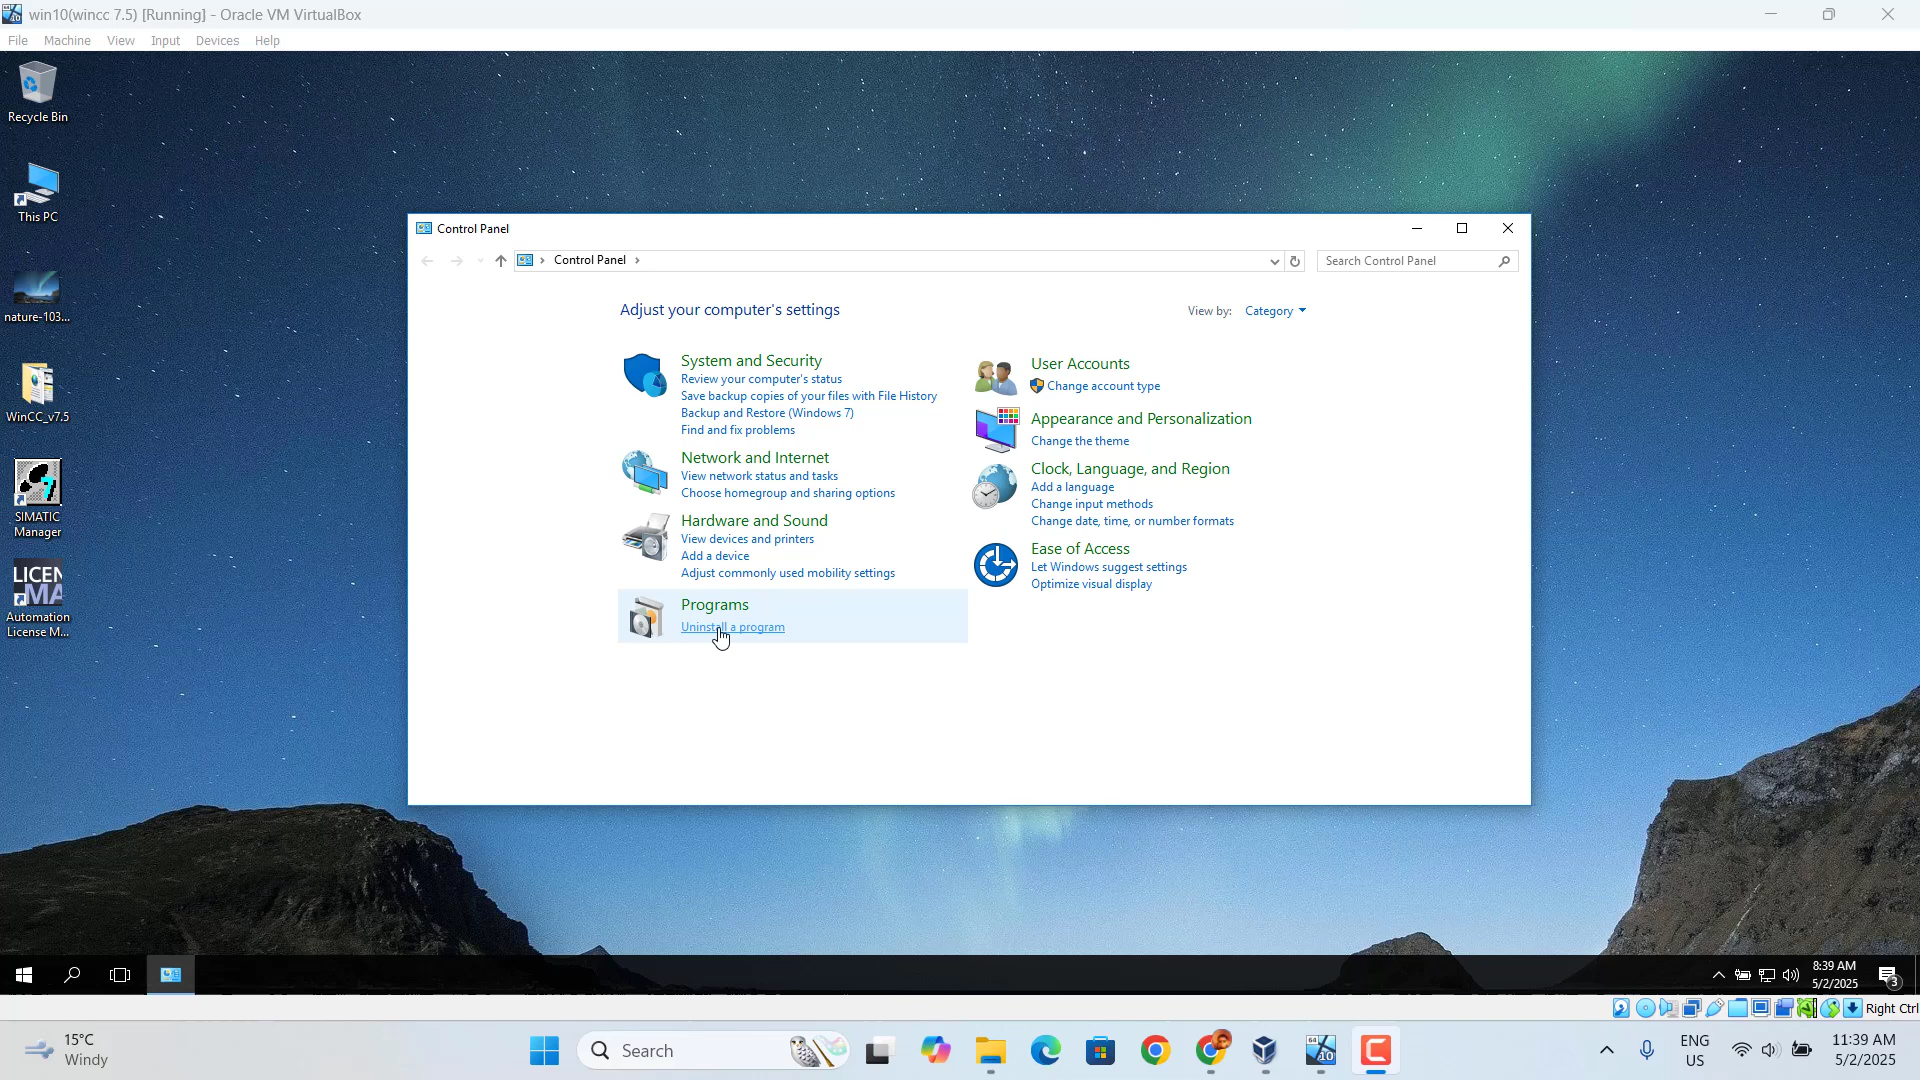 win10(wincc 7.5) [Running] - Oracle VM VirtualBox
File Machine View Input Devices Help
Recycle Bin
This PC
nature-103...
WinCC_v7.5
SIMATIC
Manager
LICEN
MA
Automation
License M...
Control Panel
Control Panel
Search Control Panel
Adjust your computer's settings
View by: Category
System and Security
Review your computer's status
Save backup copies of your files with File History
Backup and Restore (Windows 7)
Find and fix problems
Network and Internet
View network status and tasks
Choose homegroup and sharing options
Hardware and Sound
View devices and printers
Add a device
Adjust commonly used mobility settings
Programs
Uninstall a program
User Accounts
Change account type
Appearance and Personalization
Change the theme
Clock, Language, and Region
Add a language
Change input methods
Change date, time, or number formats
Ease of Access
Let Windows suggest settings
Optimize visual display
8:39 AM
5/2/2025
3
Right Ctrl
15°C
Windy
Search
64
10
ENG
US
11:39 AM
5/2/2025